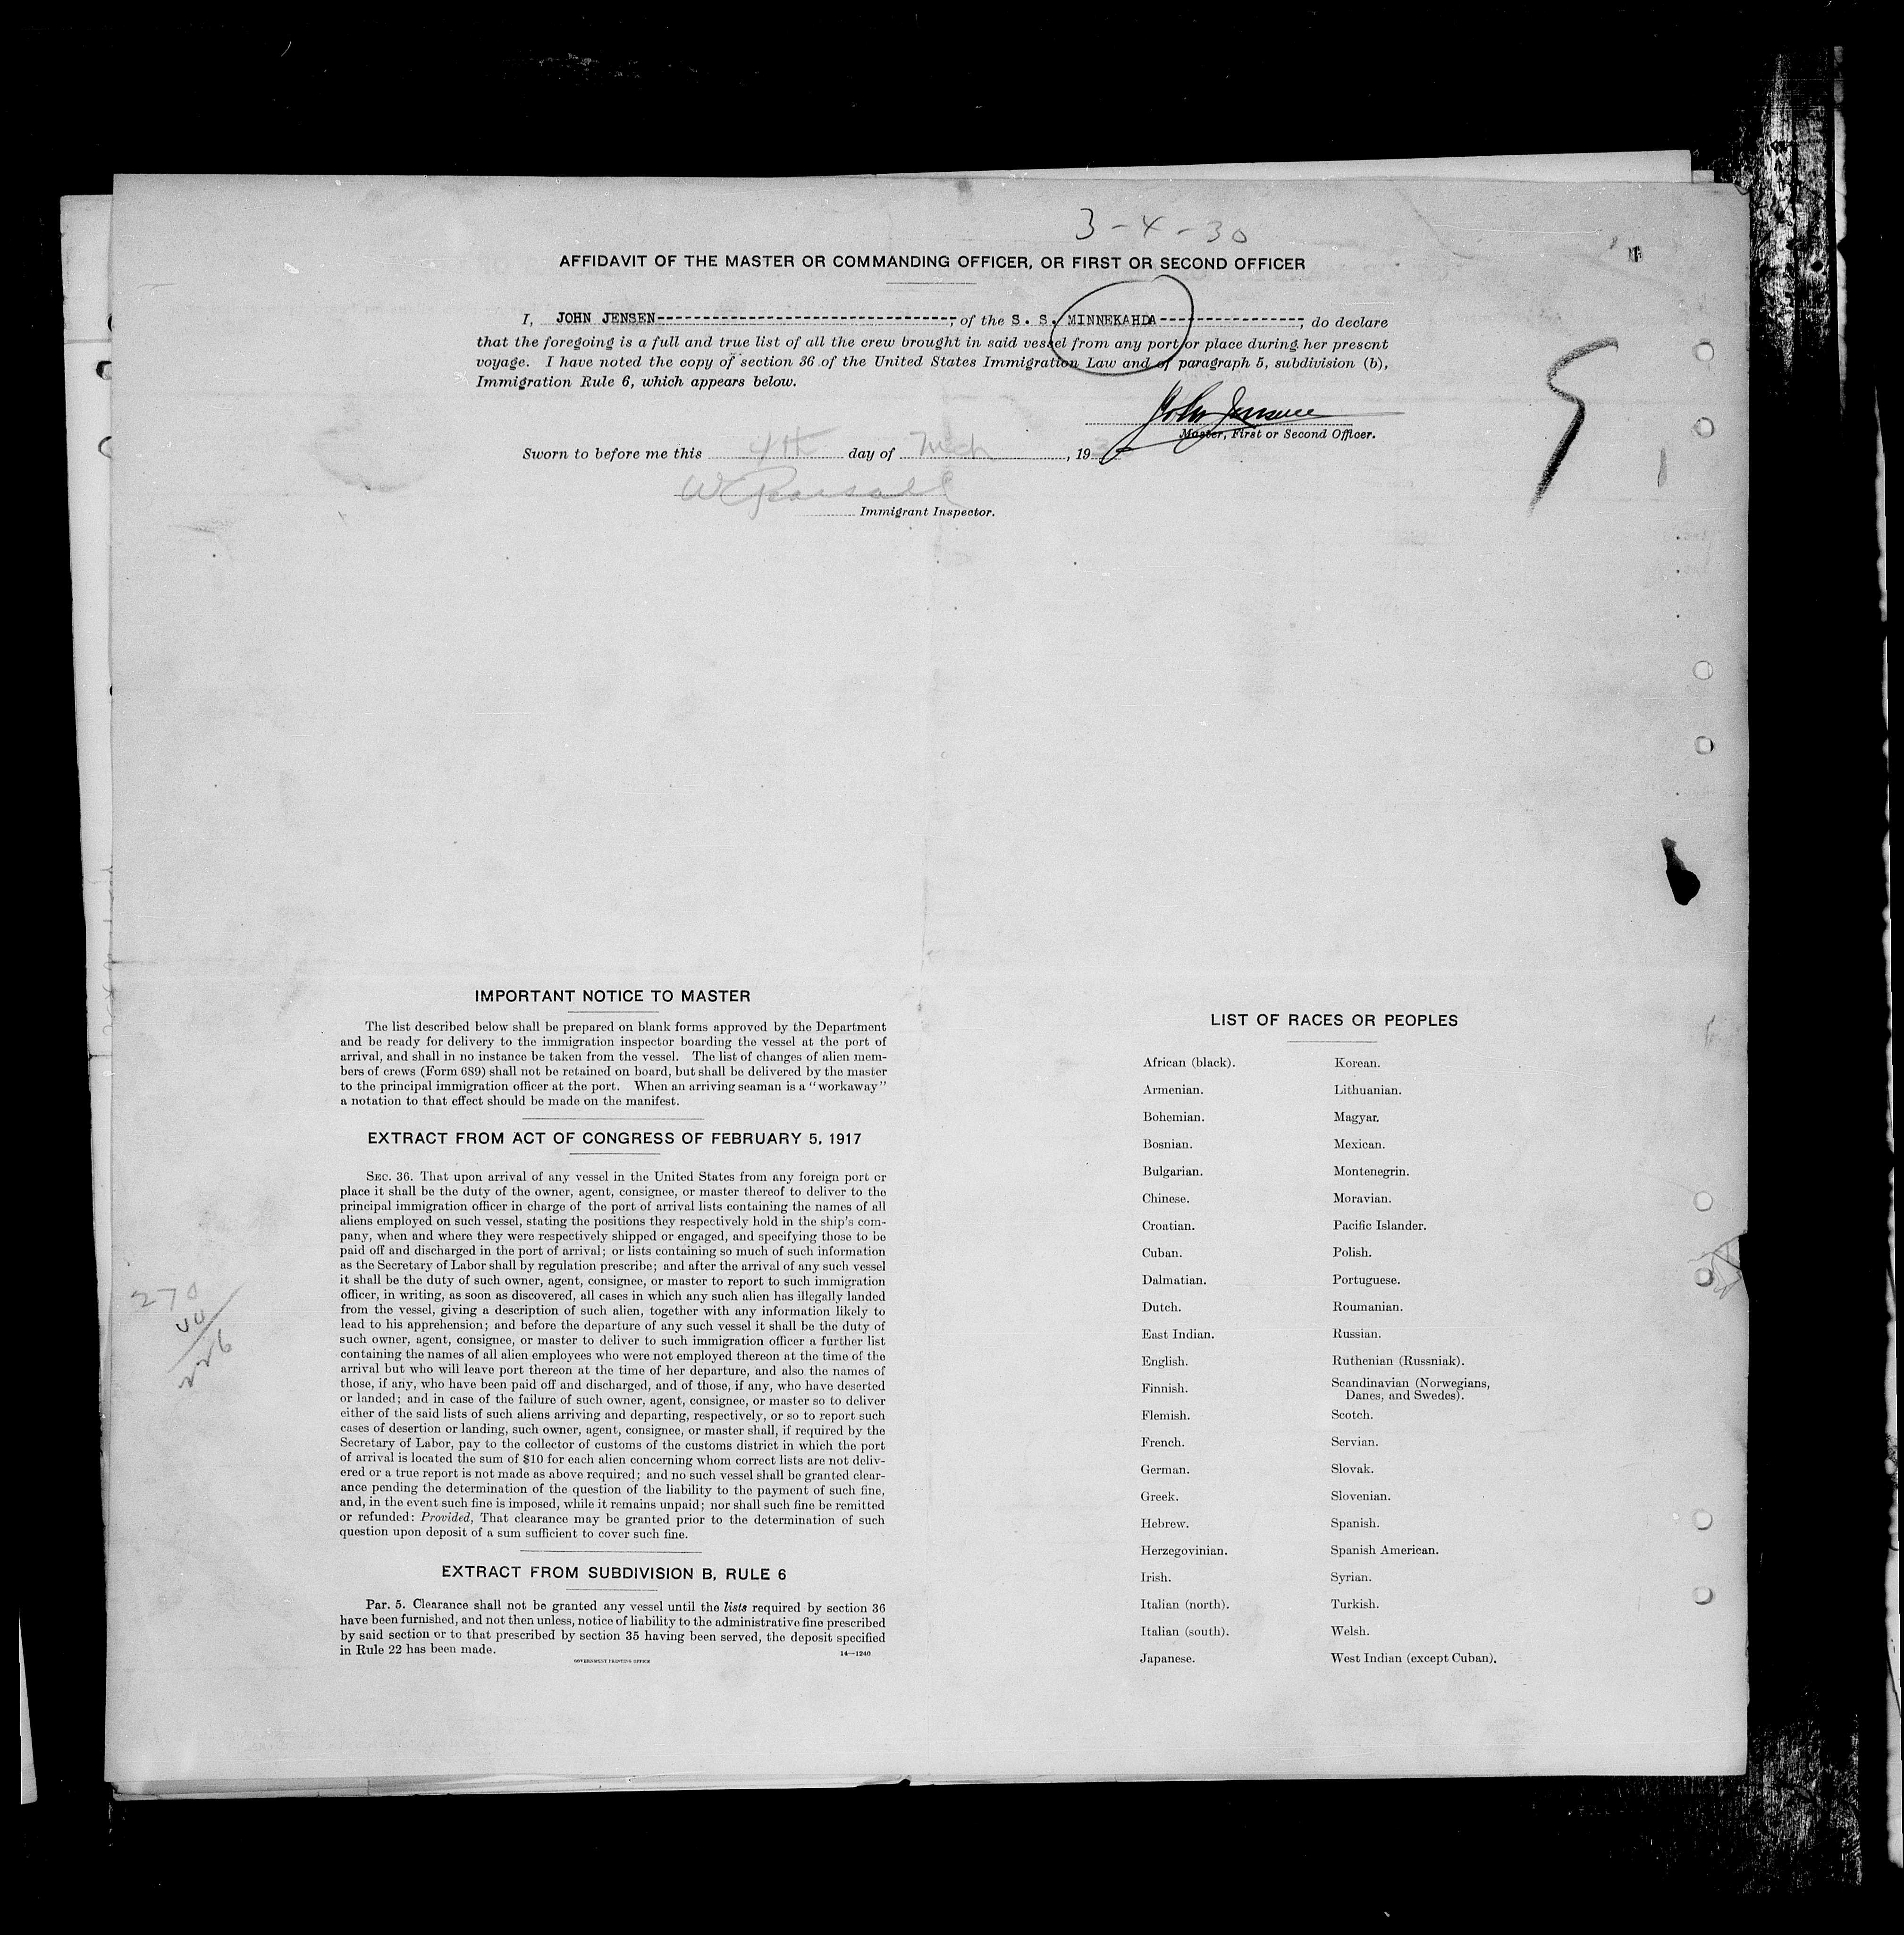 3-4-30
AFFIDAVIT OF THE MASTER OR COMMANDING OFFICER, OR FIRST OR SECOND OFFICER
I, JOHN JENSEN----------------------------------, of the S. S. MINNEKAHDA-----------------, do declare
that the foregoing is a full and true list of all the crew brought in said vessel from any port or place during her present
voyage. I have noted the copy of section 36 of the United States Immigration Law and of paragraph 5, subdivision (b),
Immigration Rule 6, which appears below.
John Jensen
Master, First or Second Officer.
Sworn to before me this 4th day of Mch, 193
Immigrant Inspector.
5
1
IMPORTANT NOTICE TO MASTER
The list described below shall be prepared on blank forms approved by the Department
and be ready for delivery to the immigration inspector boarding the vessel at the port of
arrival, and shall in no instance be taken from the vessel. The list of changes of alien mem-
bers of crews (Form 689) shall not be retained on board, but shall be delivered by the master
to the principal immigration officer at the port. When an arriving seaman is a "workaway"
a notation to that effect should be made on the manifest.
EXTRACT FROM ACT OF CONGRESS OF FEBRUARY 5, 1917
SEC. 36. That upon arrival of any vessel in the United States from any foreign port or
place it shall be the duty of the owner, agent, consignee, or master thereof to deliver to the
principal immigration officer in charge of the port of arrival lists containing the names of all
aliens employed on such vessel, stating the positions they respectively hold in the ship's com-
pany, when and where they were respectively shipped or engaged, and specifying those to be
paid off and discharged in the port of arrival; or lists containing so much of such information
as the Secretary of Labor shall by regulation prescribe; and after the arrival of any such vessel
it shall be the duty of such owner, agent, consignee, or master to report to such immigration
officer, in writing, as soon as discovered, all cases in which any such alien has illegally landed
from the vessel, giving a description of such alien, together with any information likely to
lead to his apprehension; and before the departure of any such vessel it shall be the duty of
such owner, agent, consignee, or master to deliver to such immigration officer a further list
containing the names of all alien employees who were not employed thereon at the time of the
arrival but who will leave port thereon at the time of her departure, and also the names of
those, if any, who have been paid off and discharged, and of those, if any, who have deserted
or landed; and in case of the failure of such owner, agent, consignee, or master so to deliver
either of the said lists of such aliens arriving and departing, respectively, or so to report such
cases of desertion or landing, such owner, agent, consignee, or master shall, if required by the
Secretary of Labor, pay to the collector of customs of the customs district in which the port
of arrival is located the sum of $10 for each alien concerning whom correct lists are not deliv-
ered or a true report is not made as above required; and no such vessel shall be granted clear-
ance pending the determination of the question of the liability to the payment of such fine,
and, in the event such fine is imposed, while it remains unpaid; nor shall such fine be remitted
or refunded: Provided, That clearance may be granted prior to the determination of such
question upon deposit of a sum sufficient to cover such fine.
EXTRACT FROM SUBDIVISION B, RULE 6
Par. 5. Clearance shall not be granted any vessel until the lists required by section 36
have been furnished, and not then unless, notice of liability to the administrative fine prescribed
by said section or to that prescribed by section 35 having been served, the deposit specified
in Rule 22 has been made.
14—1240
GOVERNMENT PRINTING OFFICE
270
44
226
LIST OF RACES OR PEOPLES
African (black).
Armenian.
Bohemian.
Bosnian.
Bulgarian.
Chinese.
Croatian.
Cuban.
Dalmatian.
Dutch.
East Indian.
English.
Finnish.
Flemish.
French.
German.
Greek.
Hebrew.
Herzegovinian.
Irish.
Italian (north).
Italian (south).
Japanese.
Korean.
Lithuanian.
Magyar.
Mexican.
Montenegrin.
Moravian.
Pacific Islander.
Polish.
Portuguese.
Roumanian.
Russian.
Ruthenian (Russniak).
Scandinavian (Norwegians,
Danes, and Swedes).
Scotch.
Servian.
Slovak.
Slovenian.
Spanish.
Spanish American.
Syrian.
Turkish.
Welsh.
West Indian (except Cuban).